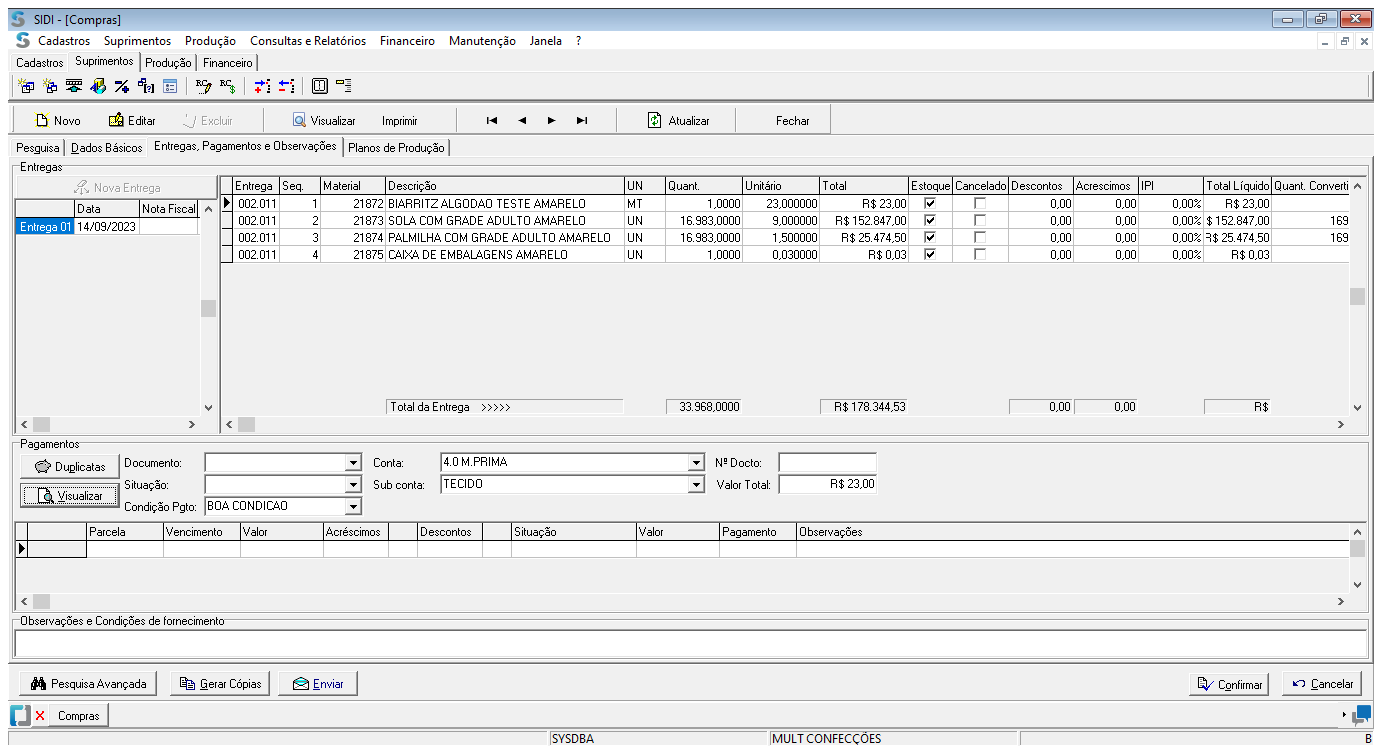 SIDI - [Compras]
Cadastros Suprimentos Produção Consultas e Relatórios Financeiro Manutenção Janela ?
Cadastros Suprimentos Produção Financeiro
Novo Editar Excluir Visualizar Imprimir Atualizar Fechar
Pesquisa Dados Básicos Entregas, Pagamentos e Observações Planos de Produção
Entregas
Nova Entrega
Data Nota Fiscal
Entrega 01 14/09/2023
Entrega Seq. Material Descrição UN Quant. Unitário Total Estoque Cancelado Descontos Acrescimos IPI Total Líquido Quant. Converti
002.011 1 21872 BIARRITZ ALGODAO TESTE AMARELO MT 1,0000 23,000000 R$ 23,00 0,00 0,00 0,00% R$ 23,00
002.011 2 21873 SOLA COM GRADE ADULTO AMARELO UN 16.983,0000 9,000000 R$ 152.847,00 0,00 0,00 0,00% $ 152.847,00 169
002.011 3 21874 PALMILHA COM GRADE ADULTO AMARELO UN 16.983,0000 1,500000 R$ 25.474,50 0,00 0,00 0,00% R$ 25.474,50 169
002.011 4 21875 CAIXA DE EMBALAGENS AMARELO UN 1,0000 0,030000 R$ 0,03 0,00 0,00 0,00% R$ 0,03
Total da Entrega >>>>> 33.968,0000 R$ 178.344,53 0,00 0,00 R$
Pagamentos
Duplicatas Documento: Conta: 4.0 M.PRIMA Nº Docto:
Visualizar Situação: Sub conta: TECIDO Valor Total: R$ 23,00
Condição Pgto: BOA CONDICAO
Parcela Vencimento Valor Acréscimos Descontos Situação Valor Pagamento Observações
Observações e Condições de fornecimento
Pesquisa Avançada Gerar Cópias Enviar Confirmar Cancelar
Compras
SYSDBA MULT CONFECÇÕES B